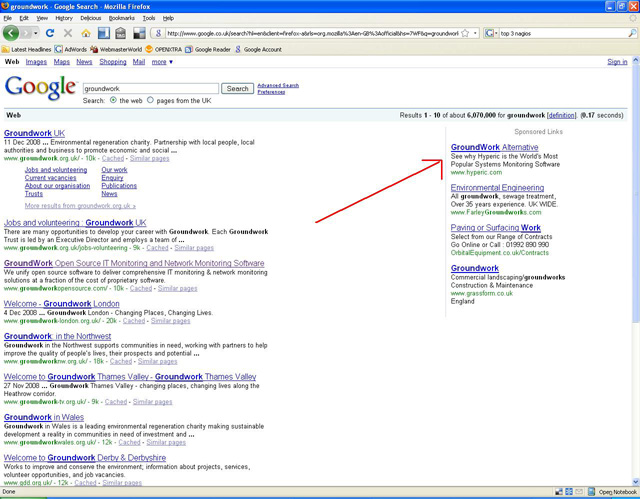 groundwork - Google Search - Mozilla Firefox
File Edit View History Delicious Bookmarks Tools Help
http://www.google.co.uk/search?hl=en&client=firefox-a&rls=org.mozilla%3Aen-GB%3Aofficial&hs=7WF&q=groundwork
top 3 nagios
Latest Headlines AdWords WebmasterWorld OPENXTRA Google Reader Google Account
Web Images Maps News Shopping Mail more ▼ Sign in
Google groundwork Search Advanced Search
Preferences
Search: the web pages from the UK
Web Results 1 - 10 of about 6,070,000 for groundwork [definition]. (0.17 seconds)
Groundwork UK
11 Dec 2008 ... Environmental regeneration charity. Partnership with local people, local
authorities and business to promote economic and social ...
www.groundwork.org.uk/ - 10k - Cached - Similar pages
Jobs and volunteering Our work
Current vacancies Enquiry
About our organisation Publications
Trusts News
More results from groundwork.org.uk »
Jobs and volunteering : Groundwork UK
There are many opportunities to develop your career with Groundwork. Each Groundwork
Trust is led by an Executive Director and employs a team of ...
www.groundwork.org.uk/jobs-volunteering - 9k - Cached - Similar pages
GroundWork Open Source IT Monitoring and Network Monitoring Software
We unify open source software to deliver comprehensive IT monitoring & network monitoring
solutions at a fraction of the cost of proprietary software.
www.groundworkopensource.com/ - 10k - Cached - Similar pages
Welcome - Groundwork London
4 Dec 2008 ... Groundwork London - Changing Places, Changing Lives.
www.groundwork-london.org.uk/ - 20k - Cached - Similar pages
Groundwork: in the Northwest
Groundwork in the Northwest supports communities in need, working with partners to help
improve the quality of people's lives, their prospects and potential ...
www.groundworknw.org.uk/ - 18k - Cached - Similar pages
Welcome to Groundwork Thames Valley - Groundwork Thames Valley
27 Nov 2008 ... Groundwork Thames Valley - changing places, changing lives along the
Heathrow corridor.
www.groundwork-tv.org.uk/ - 9k - Cached - Similar pages
Groundwork in Wales
Groundwork in Wales is a leading environmental regeneration charity making sustainable
development a reality in communities in need of investment and ...
www.groundworkwales.org.uk/ - 12k - Cached - Similar pages
Welcome to Groundwork Derby & Derbyshire
Works to improve and conserve the environment; information about projects, services,
volunteer opportunities, and job vacancies.
www.gdd.org.uk/ - 12k - Cached - Similar pages
Sponsored Links
GroundWork Alternative
See why Hyperic is the World's Most
Popular Systems Monitoring Software
www.hyperic.com
Environmental Engineering
All groundwork, sewage treatment,
Over 35 years experience. UK WIDE.
www.FarleyGroundworks.com
Paving or Surfacing Work
Select from our Range of Contracts
Go Online or Call : 01992 890 990
OrbitalEquipment.co.uk/Contracts
Groundwork
Commercial landscaping/groundworks
Construction & Maintenance
www.grassform.co.uk
England
Done Open Notebook